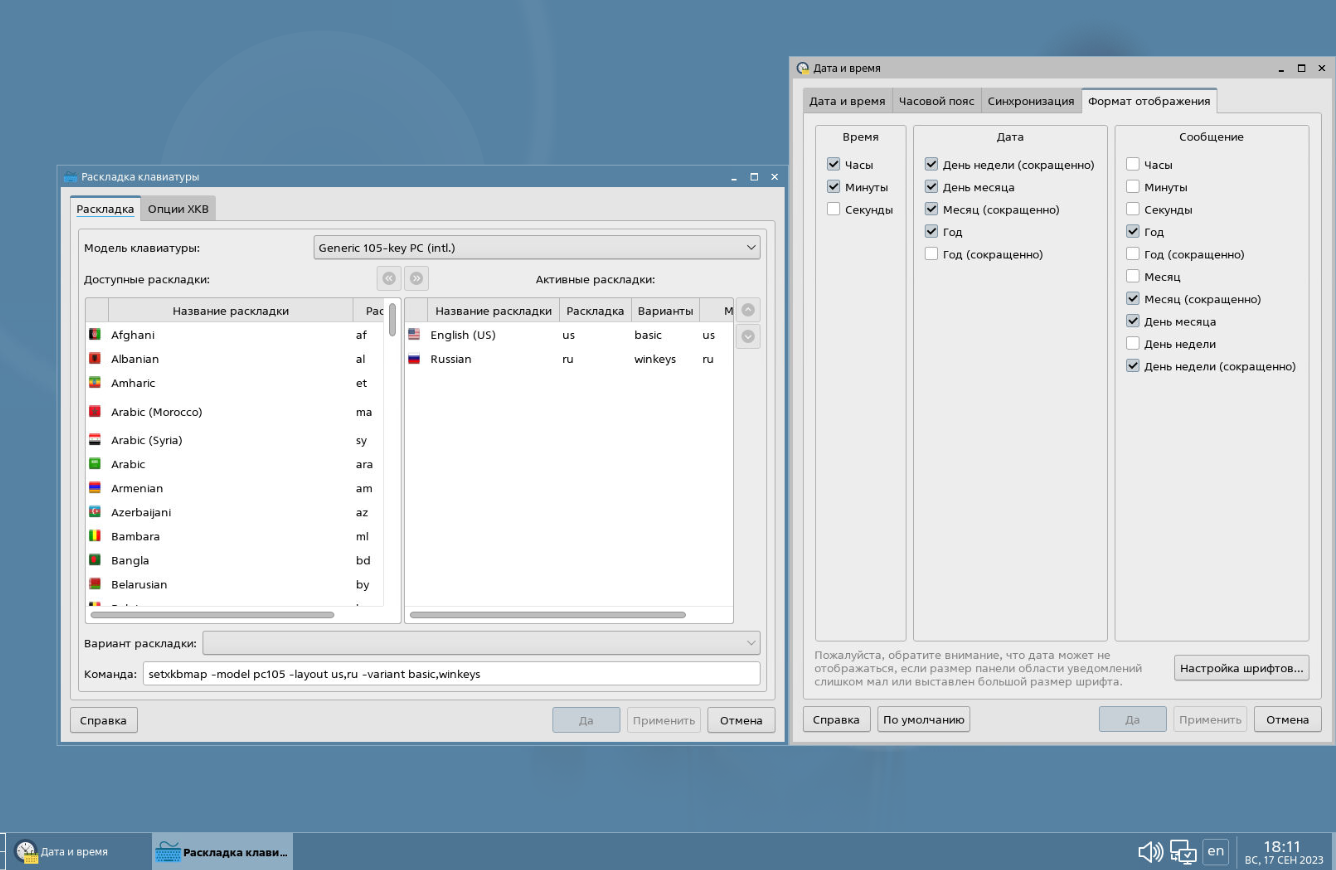 Дата и время
Дата и время
Часовой пояс
Синхронизация
Формат отображения
Время
Часы
Минуты
Секунды
Дата
День недели (сокращенно)
День месяца
Месяц (сокращенно)
Год
Год (сокращенно)
Сообщение
Часы
Минуты
Секунды
Год
Год (сокращенно)
Месяц
Месяц (сокращенно)
День месяца
День недели
День недели (сокращенно)
Пожалуйста, обратите внимание, что дата может не
отображаться, если размер панели области уведомлений
слишком мал или выставлен большой размер шрифта.
Настройка шрифтов...
Справка
По умолчанию
Да
Применить
Отмена
Раскладка клавиатуры
Раскладка
Опции XKB
Модель клавиатуры:
Generic 105-key PC (intl.)
Доступные раскладки:
Активные раскладки:
Название раскладки Рас
Afghani af
Albanian al
Amharic et
Arabic (Morocco) ma
Arabic (Syria) sy
Arabic ara
Armenian am
Azerbaijani az
Bambara ml
Bangla bd
Belarusian by
Название раскладки Раскладка Варианты М
English (US) us basic us
Russian ru winkeys ru
Вариант раскладки:
Команда:
setxkbmap -model pc105 -layout us,ru -variant basic,winkeys
Справка
Да
Применить
Отмена
Дата и время
Раскладка клави...
en
18:11
ВС, 17 СЕН 2023